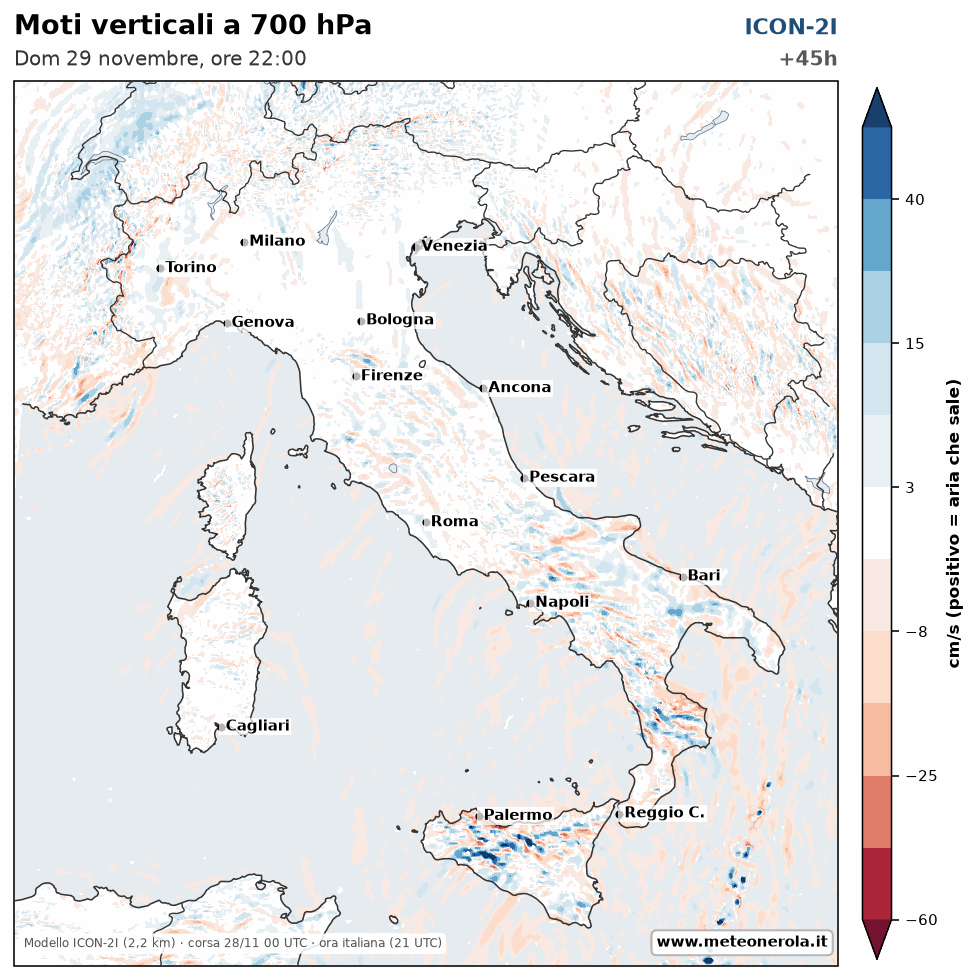 Moti verticali a 700 hPa
ICON-2I
Dom 29 novembre, ore 22:00
+45h
Milano
Venezia
Torino
Genova
Bologna
Firenze
Ancona
Pescara
Roma
Bari
Napoli
Cagliari
Palermo
Reggio C.
40
15
3
−8
−25
−60
cm/s (positivo = aria che sale)
Modello ICON-2I (2,2 km) · corsa 28/11 00 UTC · ora italiana (21 UTC)
www.meteonerola.it